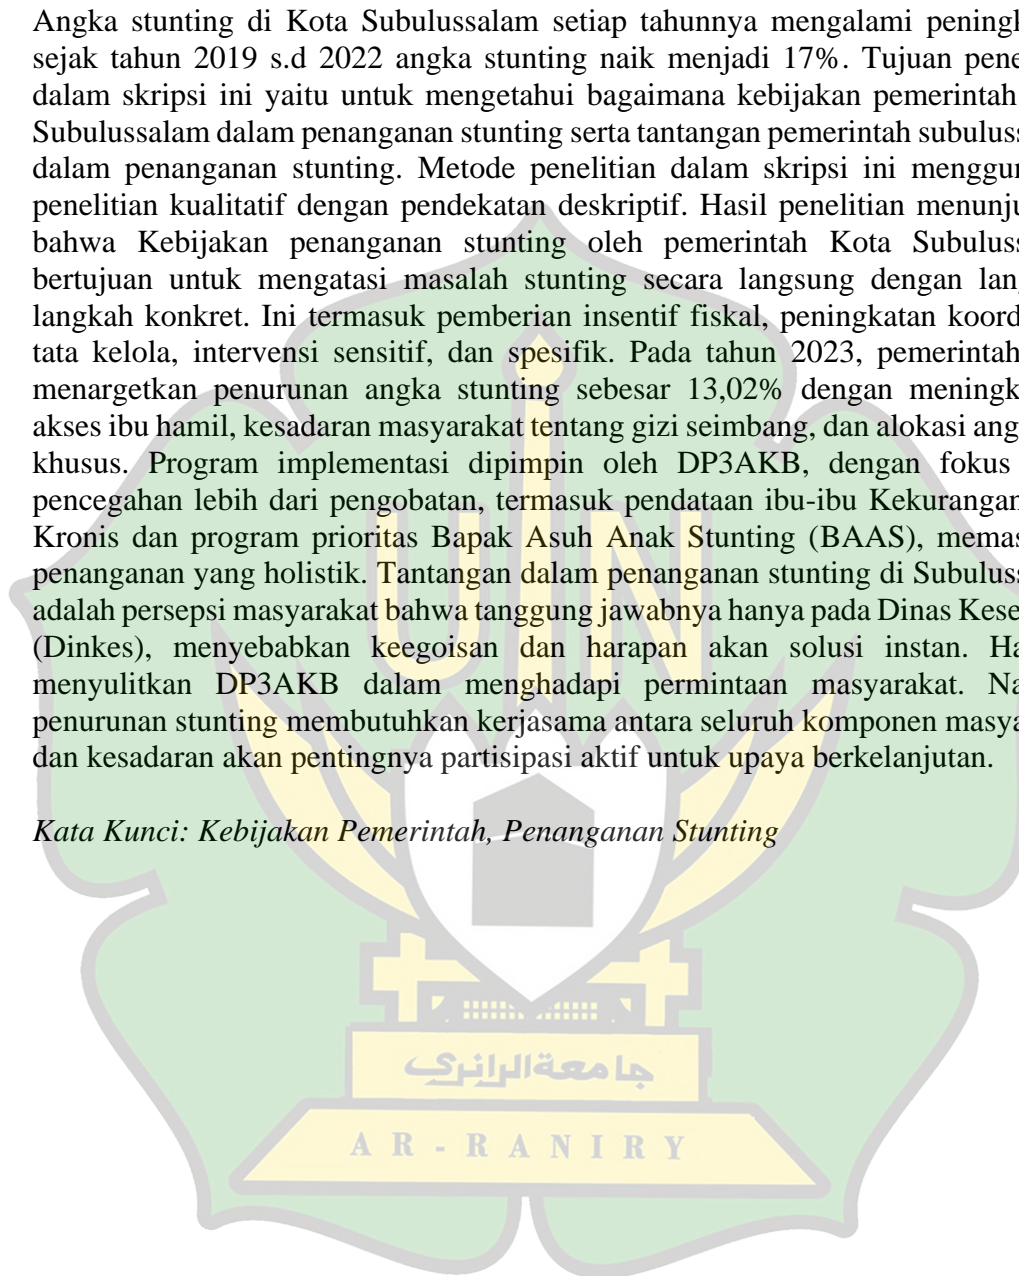 Angka stunting di Kota Subulussalam setiap tahunnya mengalami peningk
sejak tahun 2019 s.d 2022 angka stunting naik menjadi 17%. Tujuan pene
dalam skripsi ini yaitu untuk mengetahui bagaimana kebijakan pemerintah
Subulussalam dalam penanganan stunting serta tantangan pemerintah subuluss
dalam penanganan stunting. Metode penelitian dalam skripsi ini menggun
penelitian kualitatif dengan pendekatan deskriptif. Hasil penelitian menunju
bahwa Kebijakan penanganan stunting oleh pemerintah Kota Subuluss
bertujuan untuk mengatasi masalah stunting secara langsung dengan lang
langkah konkret. Ini termasuk pemberian insentif fiskal, peningkatan koord
tata kelola, intervensi sensitif, dan spesifik. Pada tahun 2023, pemerintah
menargetkan penurunan angka stunting sebesar 13,02% dengan meningk
akses ibu hamil, kesadaran masyarakat tentang gizi seimbang, dan alokasi ang
khusus. Program implementasi dipimpin oleh DP3AKB, dengan fokus
pencegahan lebih dari pengobatan, termasuk pendataan ibu-ibu Kekurangan
Kronis dan program prioritas Bapak Asuh Anak Stunting (BAAS), memas
penanganan yang holistik. Tantangan dalam penanganan stunting di Subuluss
adalah persepsi masyarakat bahwa tanggung jawabnya hanya pada Dinas Kese
(Dinkes), menyebabkan keegoisan dan harapan akan solusi instan. Ha
menyulitkan DP3AKB dalam menghadapi permintaan masyarakat. Na
penurunan stunting membutuhkan kerjasama antara seluruh komponen masya
dan kesadaran akan pentingnya partisipasi aktif untuk upaya berkelanjutan.
Kata Kunci: Kebijakan Pemerintah, Penanganan Stunting
UIN
جامعة الرانري
AR-RANIRY